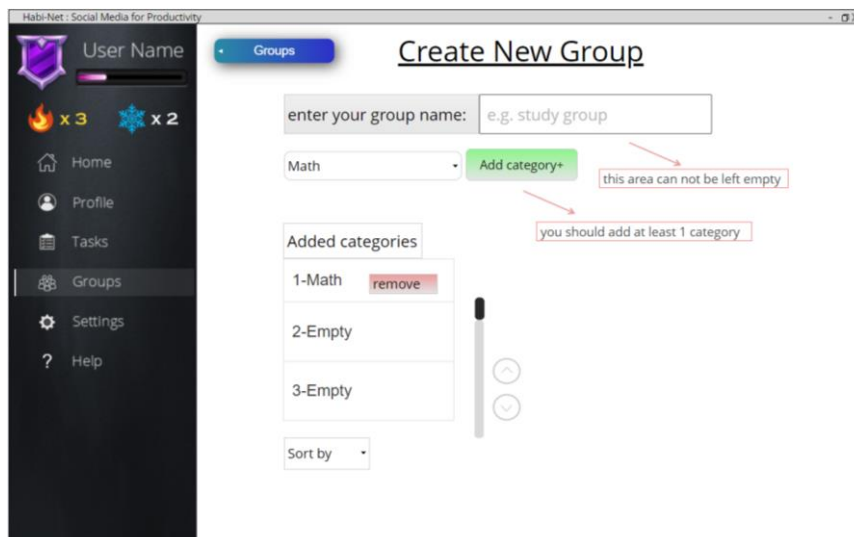 Habi-Net : Social Media for Productivity
User Name
x 3
x 2
Home
Profile
Tasks
Groups
Settings
? Help
Groups
Create New Group
enter your group name: e.g. study group
Math
Add category+
this area can not be left empty
you should add at least 1 category
Added categories
1-Math remove
2-Empty
3-Empty
Sort by